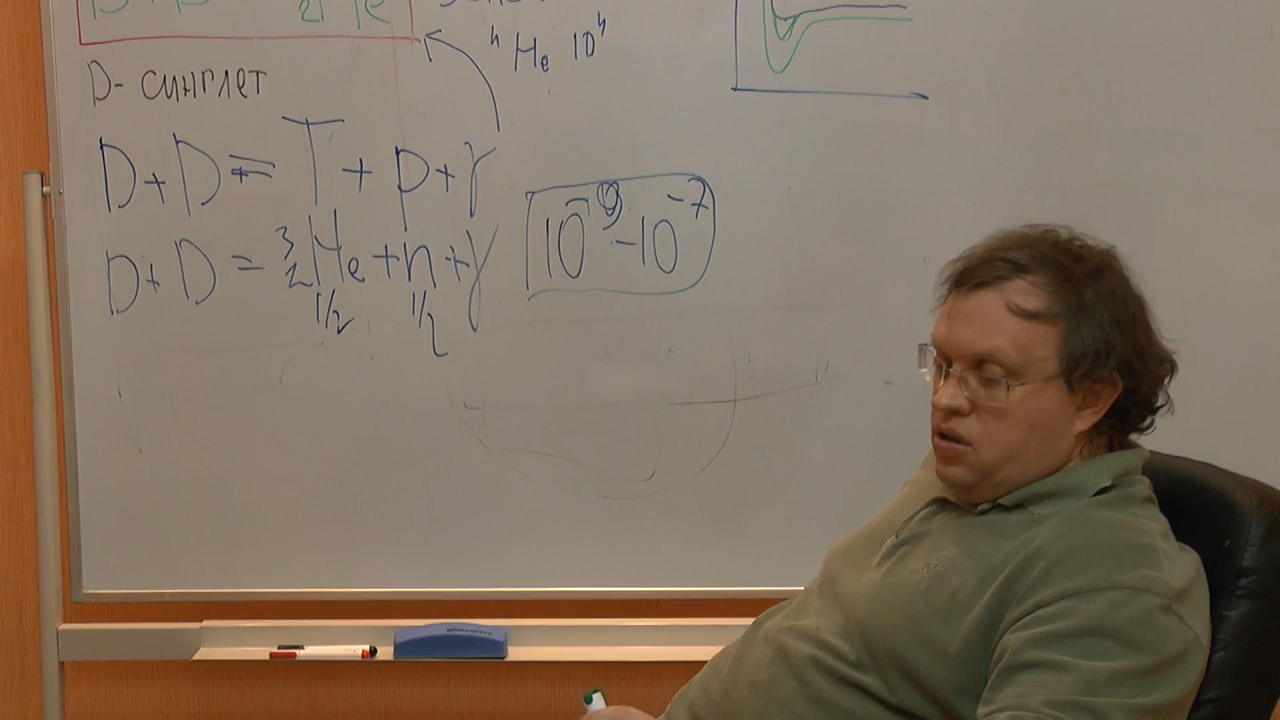 ⁴He 10⁴
D - синглет
D + D = T + p + γ
D + D = ³₂He + n + γ
10⁻⁹ - 10⁻⁷
1/2 1/2